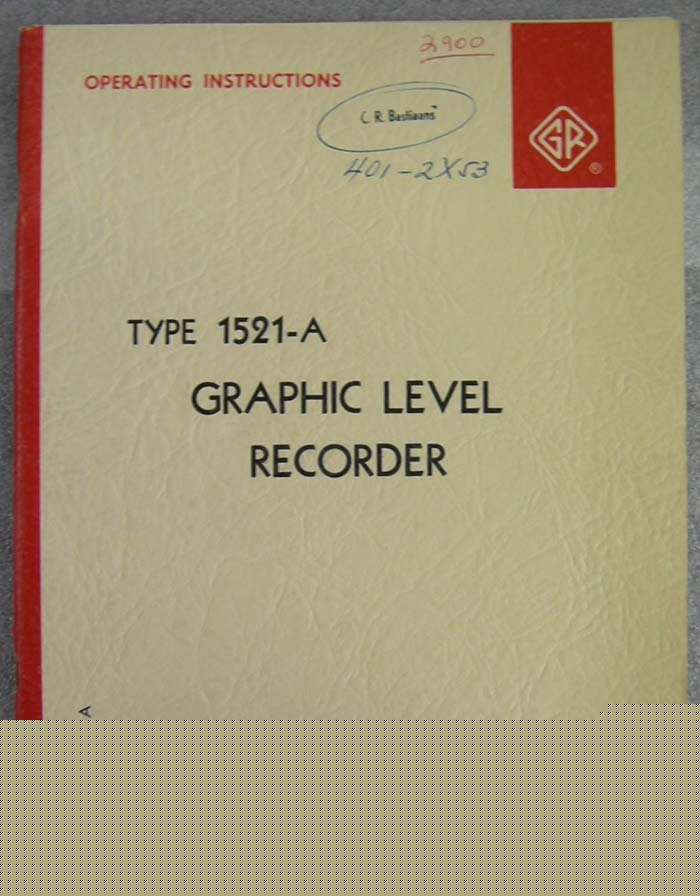 2900
OPERATING INSTRUCTIONS
C. R. Bastiaans
401-2X53
GR
®
TYPE 1521-A
GRAPHIC LEVEL
RECORDER
A